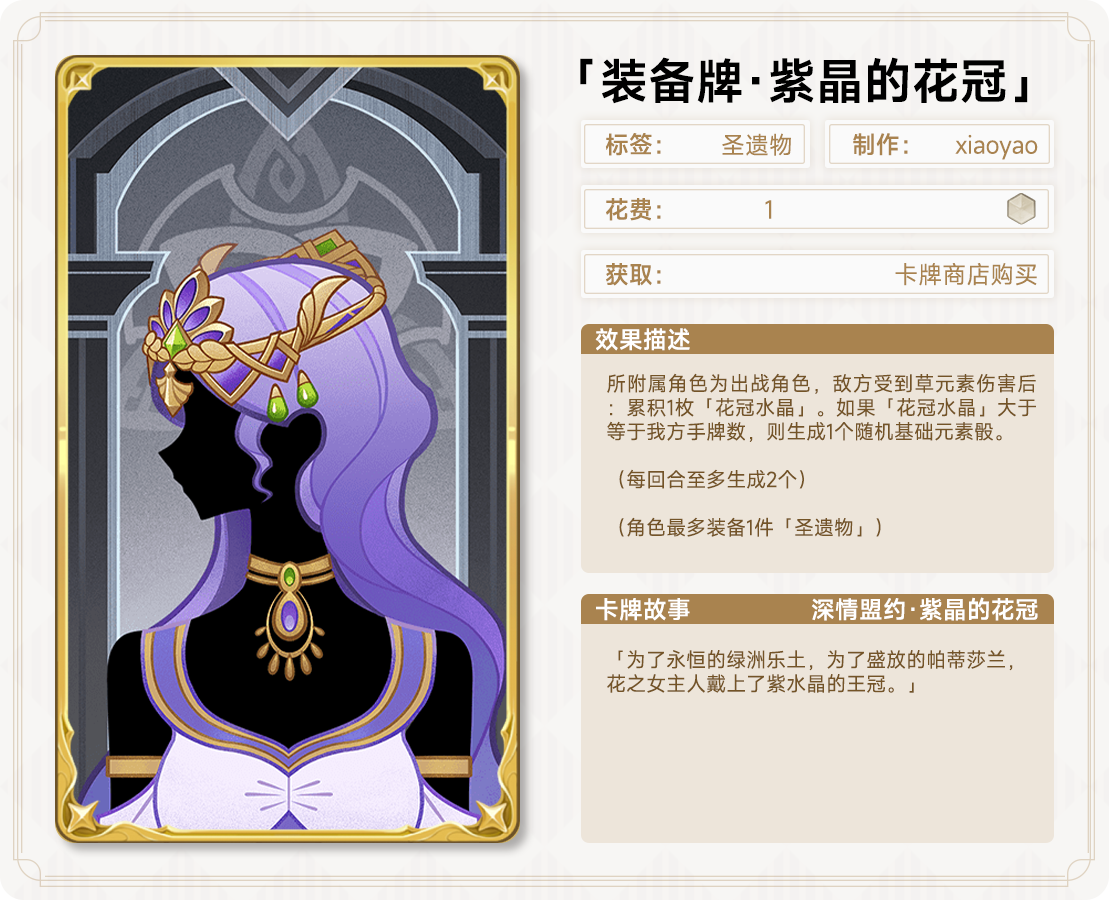 「装备牌·紫晶的花冠」
标签： 圣遗物 制作： xiaoyao
花费： 1
获取： 卡牌商店购买
效果描述
所附属角色为出战角色，敌方受到草元素伤害后
：累积1枚「花冠水晶」。如果「花冠水晶」大于
等于我方手牌数，则生成1个随机基础元素骰。
（每回合至多生成2个）
（角色最多装备1件「圣遗物」）
卡牌故事 深情盟约·紫晶的花冠
「为了永恒的绿洲乐土，为了盛放的帕蒂莎兰，
花之女主人戴上了紫水晶的王冠。」